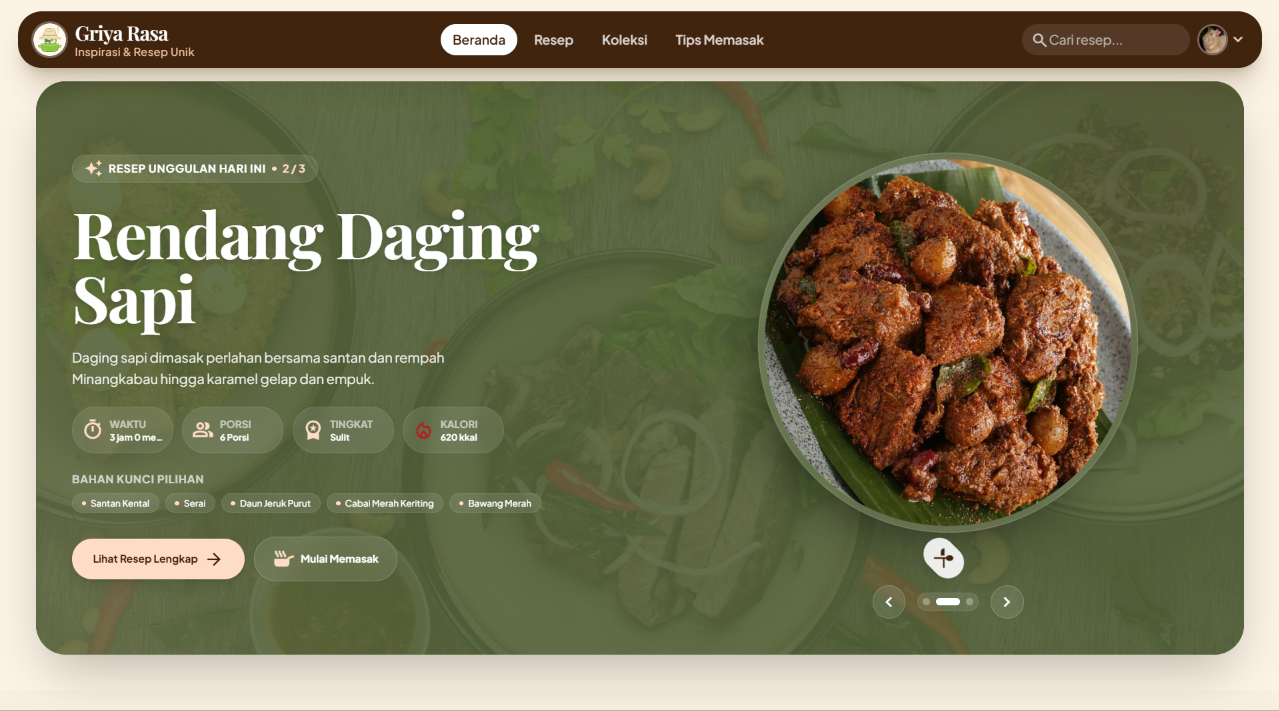 Griya Rasa
Inspirasi & Resep Unik
Beranda
Resep
Koleksi
Tips Memasak
Cari resep...
RESEP UNGGULAN HARI INI • 2 / 3
Rendang Daging
Sapi
Daging sapi dimasak perlahan bersama santan dan rempah
Minangkabau hingga karamel gelap dan empuk.
WAKTU
3 jam 0 me...
PORSI
6 Porsi
TINGKAT
Sulit
KALORI
620 kkal
BAHAN KUNCI PILIHAN
• Santan Kental
• Serai
• Daun Jeruk Purut
• Cabai Merah Keriting
• Bawang Merah
Lihat Resep Lengkap
Mulai Memasak